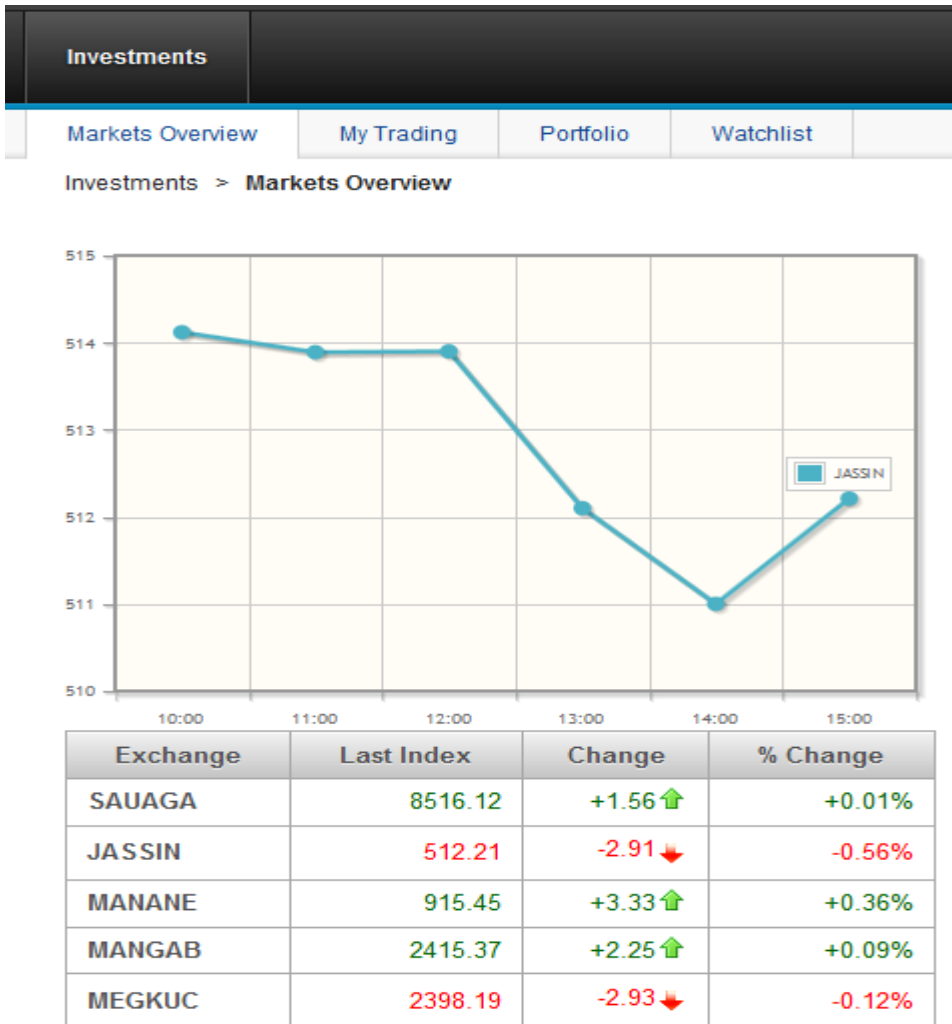 Investments
Markets Overview My Trading Portfolio Watchlist
Investments > Markets Overview
515
514
513
JASSIN
512
511
510
10:00 11:00 12:00 13:00 14:00 15:00
Exchange Last Index Change % Change
SAUAGA 8516.12 +1.56 +0.01%
JASSIN 512.21 -2.91 -0.56%
MANANE 915.45 +3.33 +0.36%
MANGAB 2415.37 +2.25 +0.09%
MEGKUC 2398.19 -2.93 -0.12%